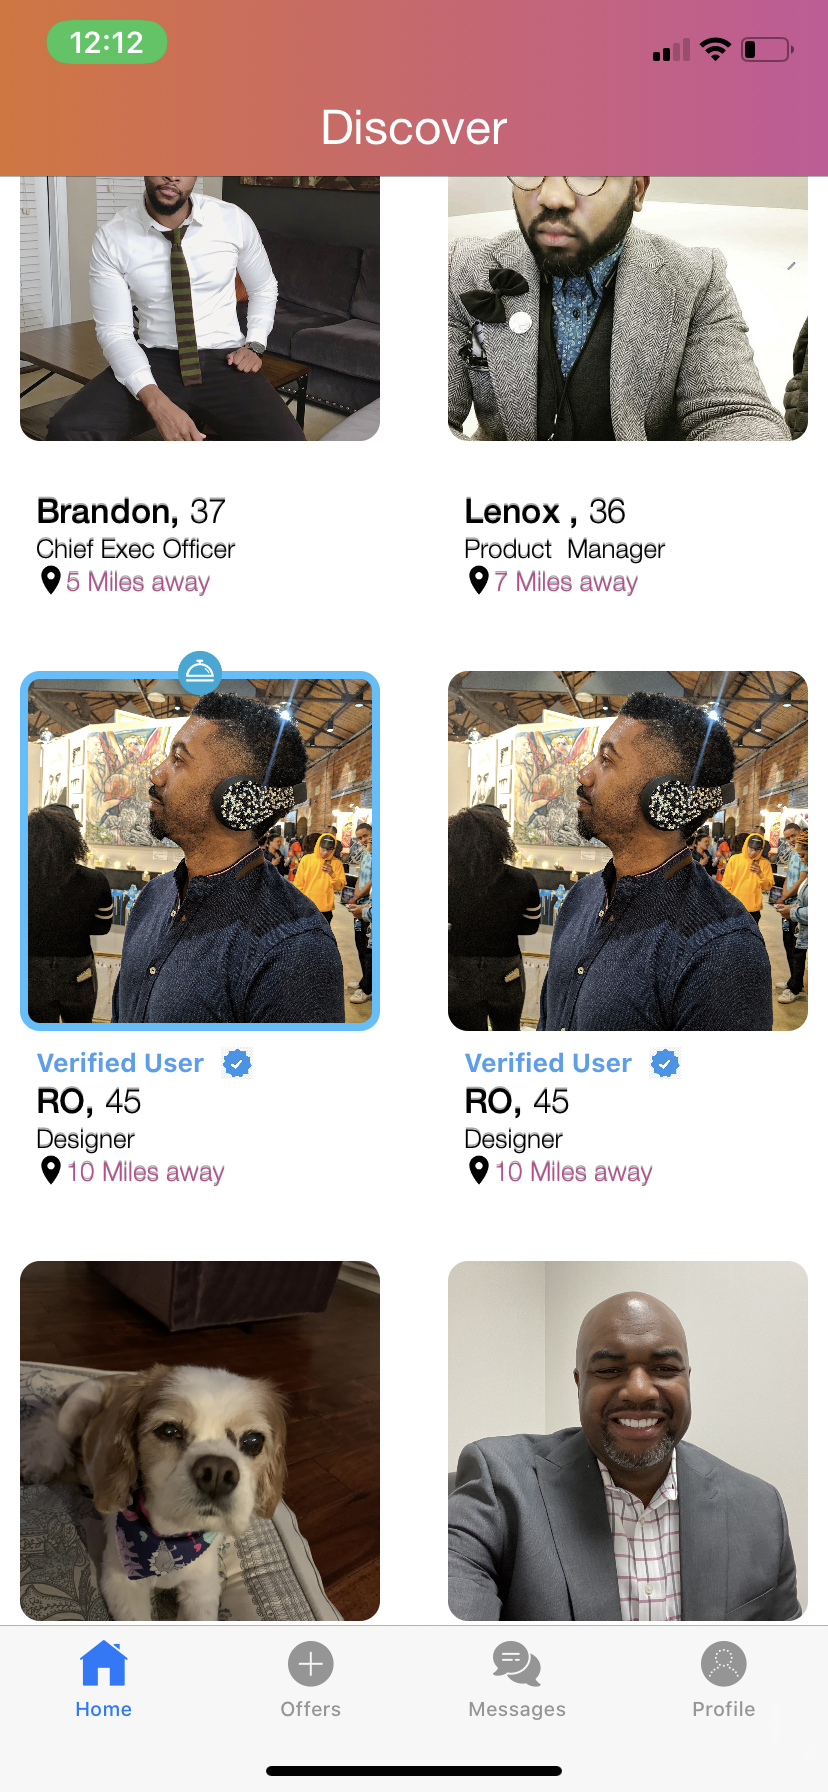 12:12
Discover
Brandon, 37
Chief Exec Officer
5 Miles away
Lenox , 36
Product  Manager
7 Miles away
Verified User
RO, 45
Designer
10 Miles away
Verified User
RO, 45
Designer
10 Miles away
Home
Offers
Messages
Profile